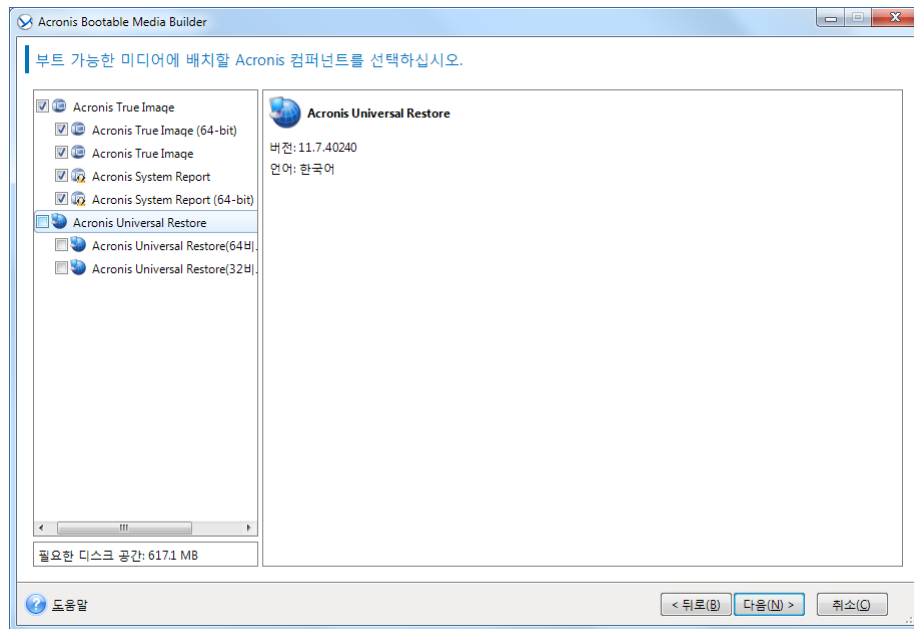 Acronis Bootable Media Builder
부트 가능한 미디어에 배치할 Acronis 컴퍼넌트를 선택하십시오.
Acronis True Image
Acronis True Image (64-bit)
Acronis True Image
Acronis System Report
Acronis System Report (64-bit)
Acronis Universal Restore
Acronis Universal Restore(64비.
Acronis Universal Restore(32비.
필요한 디스크 공간: 617.1 MB
Acronis Universal Restore
버전: 11.7.40240
언어: 한국어
도움말
< 뒤로(B)
다음(N) >
취소(C)